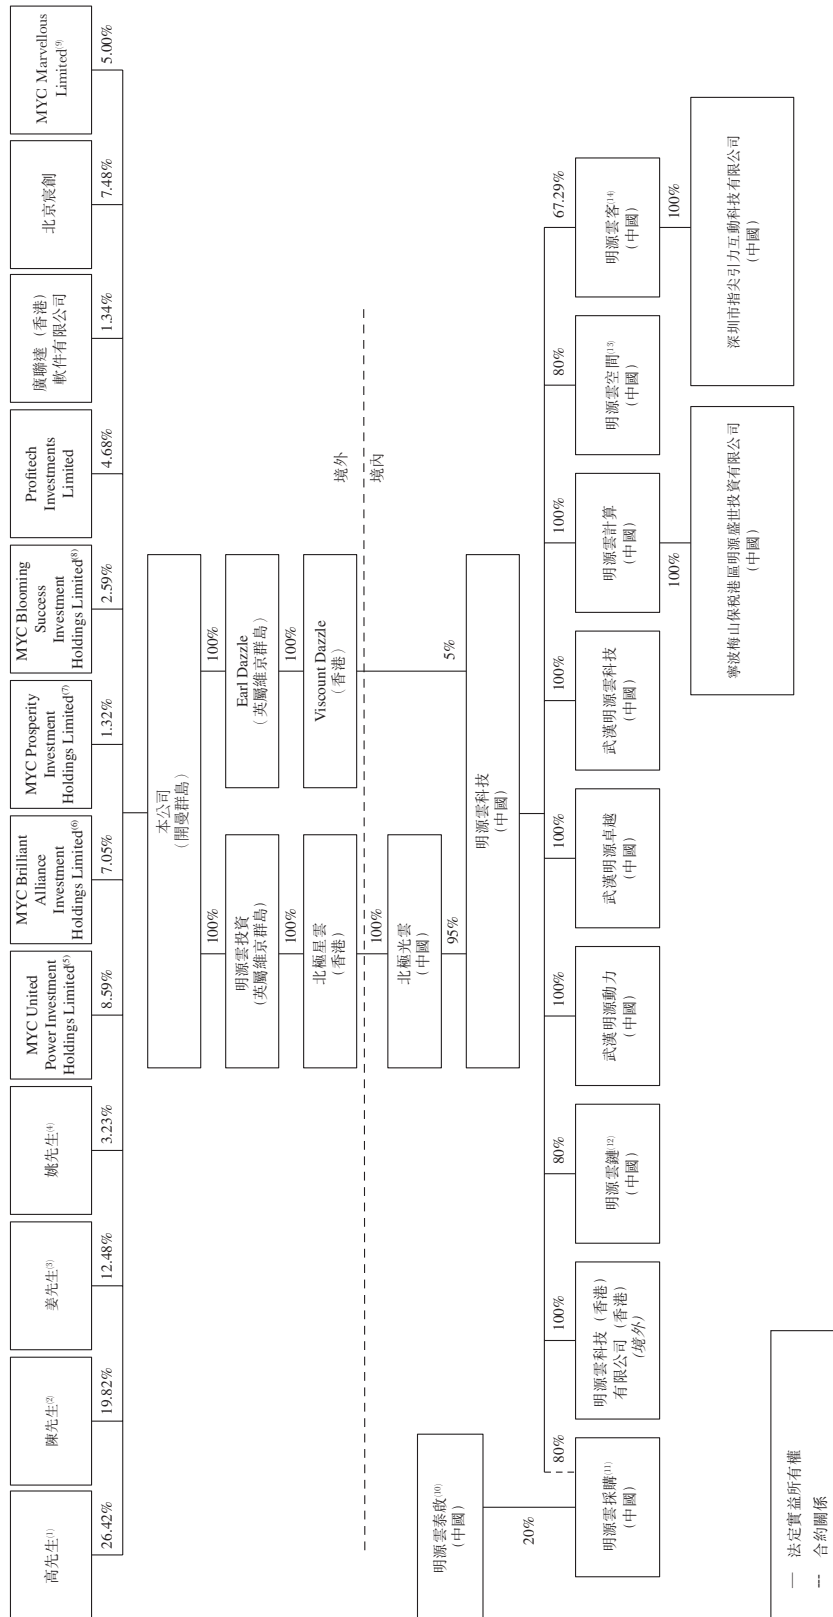 高先生(1)
陳先生(2)
姜先生(3)
姚先生(4)
MYC United
Power Investment
Holdings Limited(5)
MYC Brilliant
Alliance
Investment
Holdings Limited(6)
MYC Prosperity
Investment
Holdings Limited(7)
MYC Blooming
Success
Investment
Holdings Limited(8)
Profitech
Investments
Limited
廣聯達（香港）
軟件有限公司
北京宸創
MYC Marvellous
Limited(9)
26.42%
19.82%
12.48%
3.23%
8.59%
7.05%
1.32%
2.59%
4.68%
1.34%
7.48%
5.00%
本公司
（開曼群島）
100%
100%
明源雲投資
（英屬維京群島）
Earl Dazzle
（英屬維京群島）
100%
100%
北極星雲
（香港）
Viscount Dazzle
（香港）
境外
境內
100%
明源雲泰啟(10)
（中國）
北極光雲
（中國）
95%
5%
明源雲科技
（中國）
20%
80%
100%
80%
100%
100%
100%
100%
80%
67.29%
明源雲採購(11)
（中國）
明源雲科技（香港）
有限公司（香港）
（境外）
明源雲鏈(12)
（中國）
武漢明源動力
（中國）
武漢明源卓越
（中國）
武漢明源雲科技
（中國）
明源雲計算
（中國）
明源雲空間(13)
（中國）
明源雲客(14)
（中國）
100%
100%
寧波梅山保税港區明源盛世投資有限公司
（中國）
深圳市指尖引力互動科技有限公司
（中國）
— 法定實益所有權
-- 合約關係